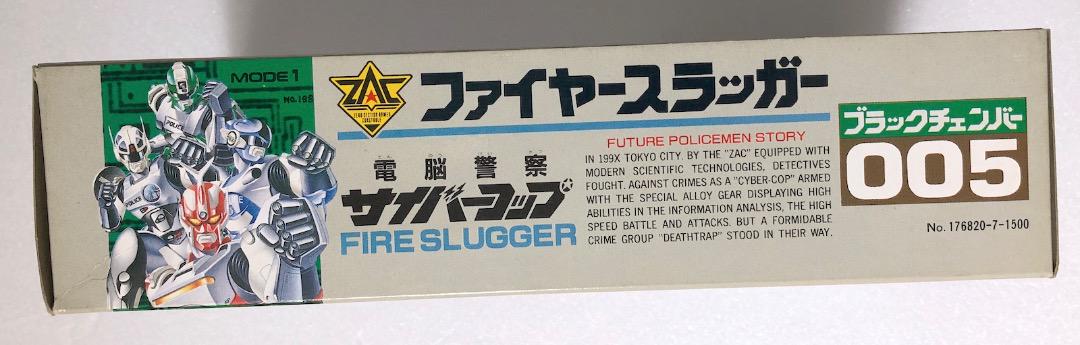 MODE 1
ZAC
ファイヤースラッガー
FUTURE POLICEMEN STORY
電脳警察
サイバーコップ
FIRE SLUGGER
IN 199X TOKYO CITY. BY THE "ZAC" EQUIPPED WITH
MODERN SCIENTIFIC TECHNOLOGIES, DETECTIVES
FOUGHT. AGAINST CRIMES AS A "CYBER-COP" ARMED
WITH THE SPECIAL ALLOY GEAR DISPLAYING HIGH
ABILITIES IN THE INFORMATION ANALYSIS, THE HIGH
SPEED BATTLE AND ATTACKS. BUT A FORMIDABLE
CRIME GROUP "DEATHTRAP" STOOD IN THEIR WAY.
ブラックチェンバー
005
No. 176820-7-1500
POLICE
POLICE